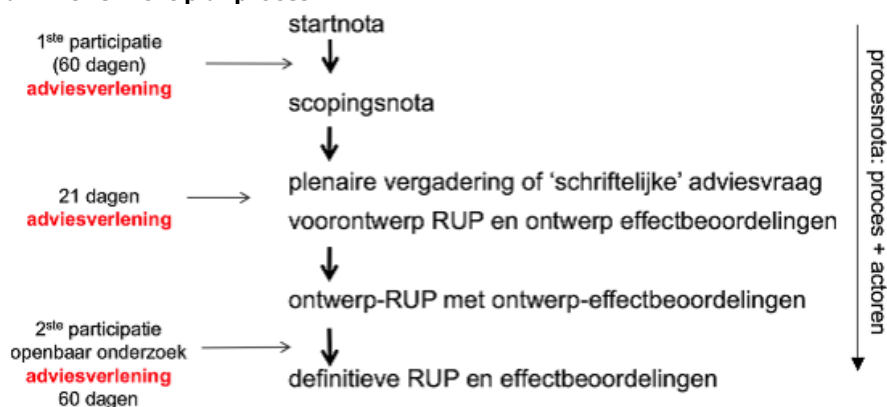 startnota
1ste participatie
(60 dagen)
adviesverlening
scopingsnota
plenaire vergadering of ‘schriftelijke’ adviesvraag
21 dagen
adviesverlening
voorontwerp RUP en ontwerp effectbeoordelingen
ontwerp-RUP met ontwerp-effectbeoordelingen
2ste participatie
openbaar onderzoek
adviesverlening
60 dagen
definitieve RUP en effectbeoordelingen
procesnota: proces + actoren